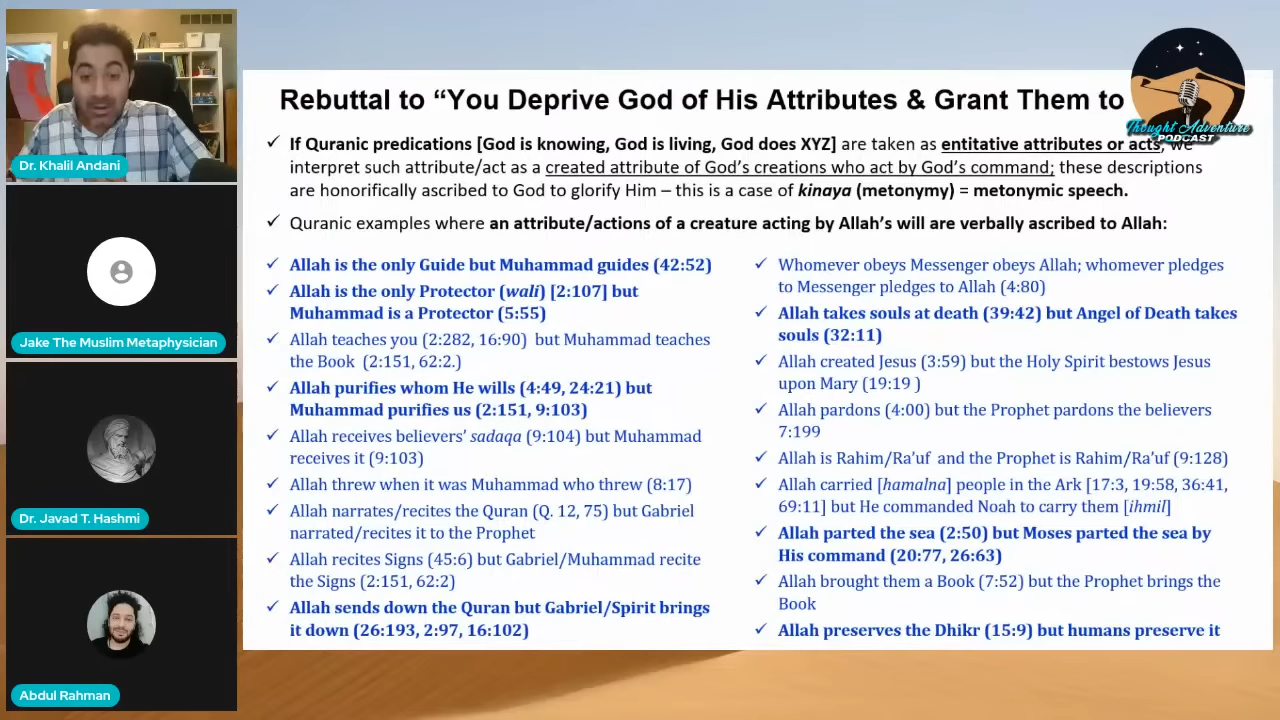 Rebuttal to “You Deprive God of His Attributes & Grant Them to
Thought Adventure
PODCAST
✓ If Quranic predications [God is knowing, God is living, God does XYZ] are taken as entitative attributes or acts, we
interpret such attribute/act as a created attribute of God’s creations who act by God’s command; these descriptions
are honorifically ascribed to God to glorify Him – this is a case of kinaya (metonymy) = metonymic speech.
✓ Quranic examples where an attribute/actions of a creature acting by Allah’s will are verbally ascribed to Allah:
✓ Allah is the only Guide but Muhammad guides (42:52)
✓ Allah is the only Protector (wali) [2:107] but
Muhammad is a Protector (5:55)
✓ Allah teaches you (2:282, 16:90) but Muhammad teaches
the Book (2:151, 62:2.)
✓ Allah purifies whom He wills (4:49, 24:21) but
Muhammad purifies us (2:151, 9:103)
✓ Allah receives believers’ sadaqa (9:104) but Muhammad
receives it (9:103)
✓ Allah threw when it was Muhammad who threw (8:17)
✓ Allah narrates/recites the Quran (Q. 12, 75) but Gabriel
narrated/recites it to the Prophet
✓ Allah recites Signs (45:6) but Gabriel/Muhammad recite
the Signs (2:151, 62:2)
✓ Allah sends down the Quran but Gabriel/Spirit brings
it down (26:193, 2:97, 16:102)
✓ Whomever obeys Messenger obeys Allah; whomever pledges
to Messenger pledges to Allah (4:80)
✓ Allah takes souls at death (39:42) but Angel of Death takes
souls (32:11)
✓ Allah created Jesus (3:59) but the Holy Spirit bestows Jesus
upon Mary (19:19 )
✓ Allah pardons (4:00) but the Prophet pardons the believers
7:199
✓ Allah is Rahim/Ra’uf and the Prophet is Rahim/Ra’uf (9:128)
✓ Allah carried [hamalna] people in the Ark [17:3, 19:58, 36:41,
69:11] but He commanded Noah to carry them [ihmil]
✓ Allah parted the sea (2:50) but Moses parted the sea by
His command (20:77, 26:63)
✓ Allah brought them a Book (7:52) but the Prophet brings the
Book
✓ Allah preserves the Dhikr (15:9) but humans preserve it
Dr. Khalil Andani
Jake The Muslim Metaphysician
Dr. Javad T. Hashmi
Abdul Rahman